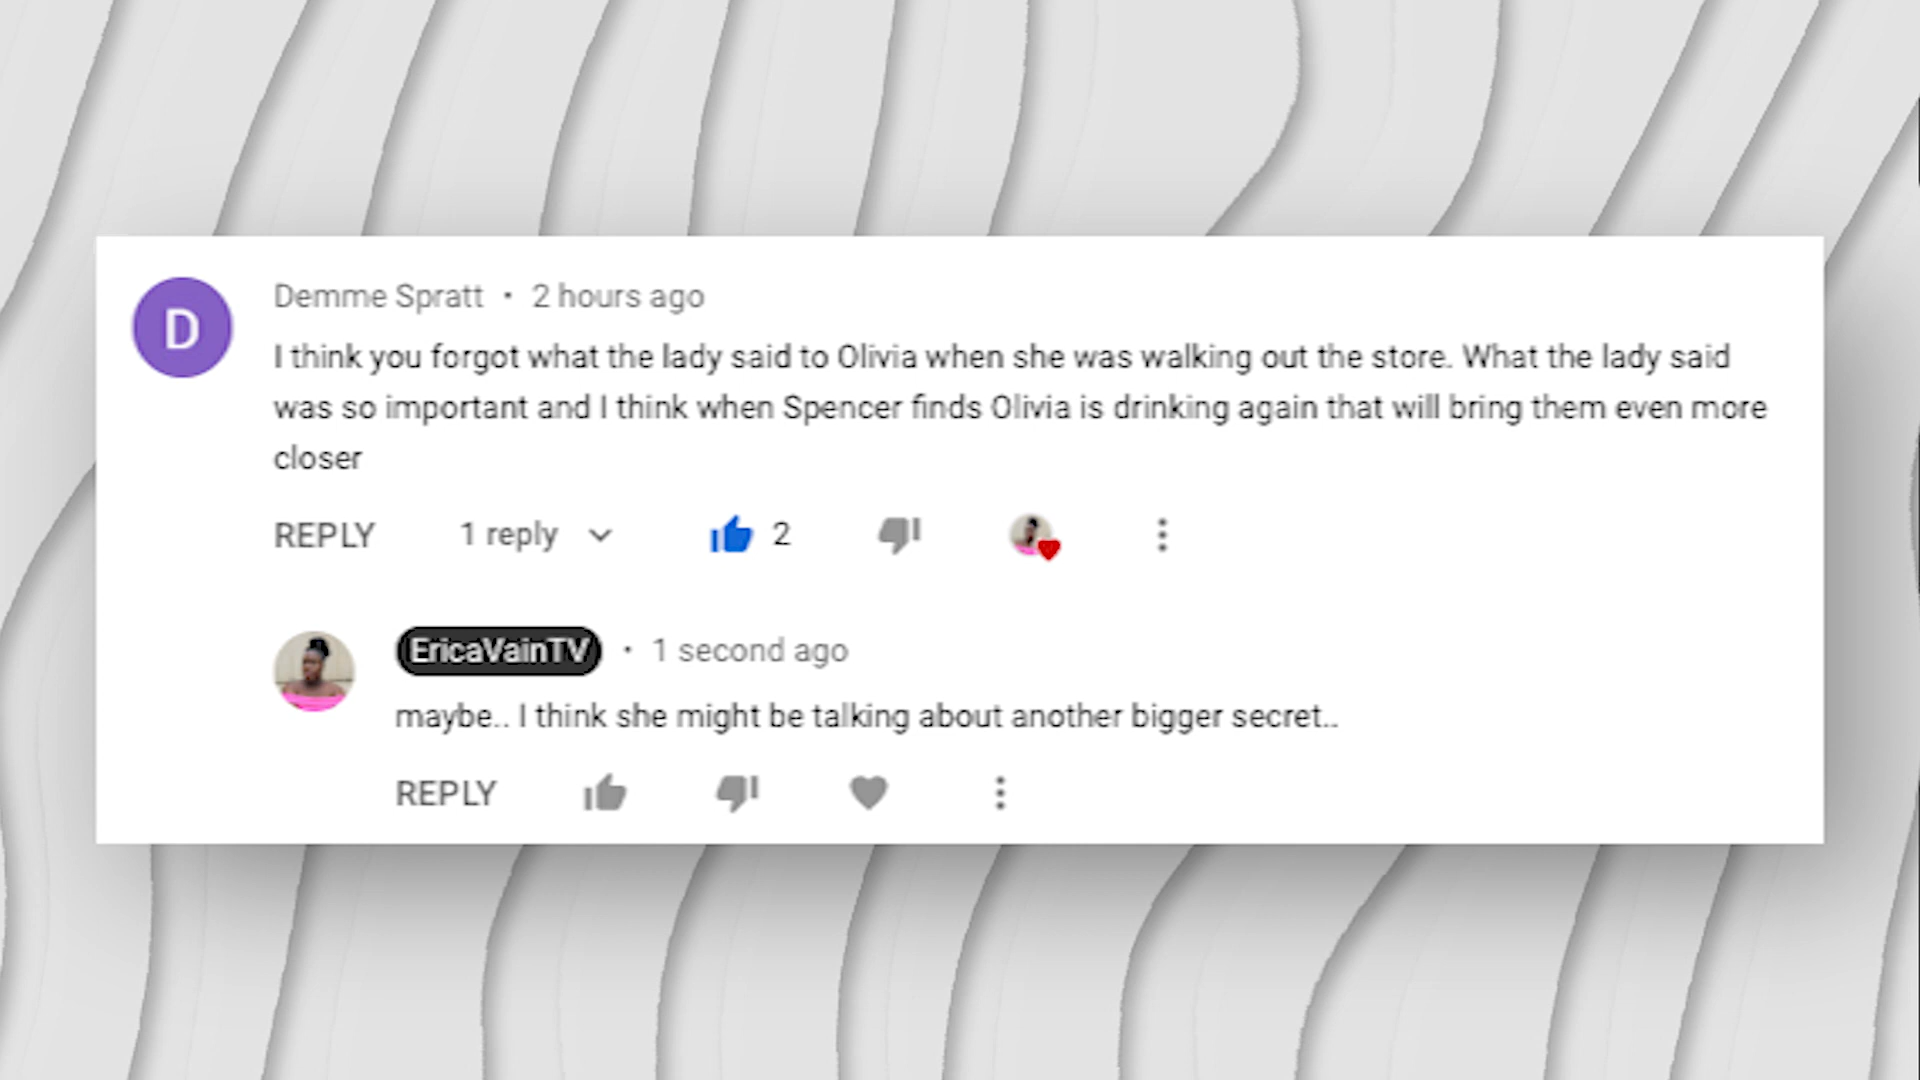 D
Demme Spratt · 2 hours ago
I think you forgot what the lady said to Olivia when she was walking out the store. What the lady said
was so important and I think when Spencer finds Olivia is drinking again that will bring them even more
closer
REPLY 1 reply 2
EricaVainTV · 1 second ago
maybe.. I think she might be talking about another bigger secret..
REPLY